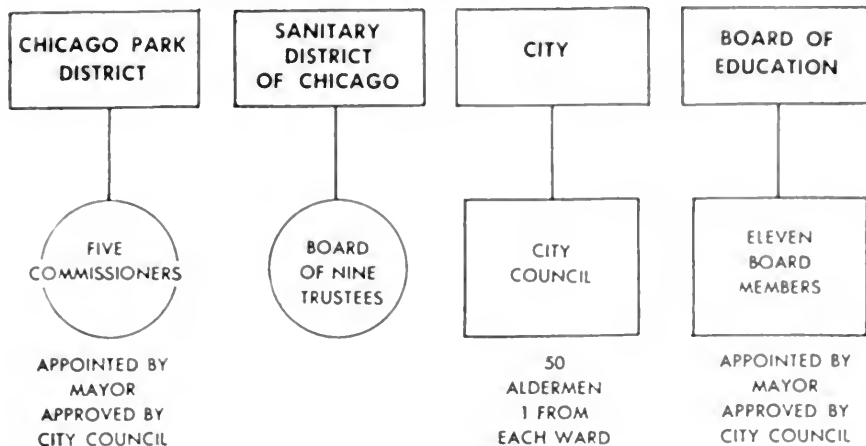 CHICAGO PARK
DISTRICT
SANITARY
DISTRICT
OF CHICAGO
CITY
BOARD OF
EDUCATION
FIVE
COMMISSIONERS
BOARD
OF NINE
TRUSTEES
CITY
COUNCIL
ELEVEN
BOARD
MEMBERS
APPOINTED BY
MAYOR
APPROVED BY
CITY COUNCIL
50
ALDERMEN
1 FROM
EACH WARD
APPOINTED BY
MAYOR
APPROVED BY
CITY COUNCIL